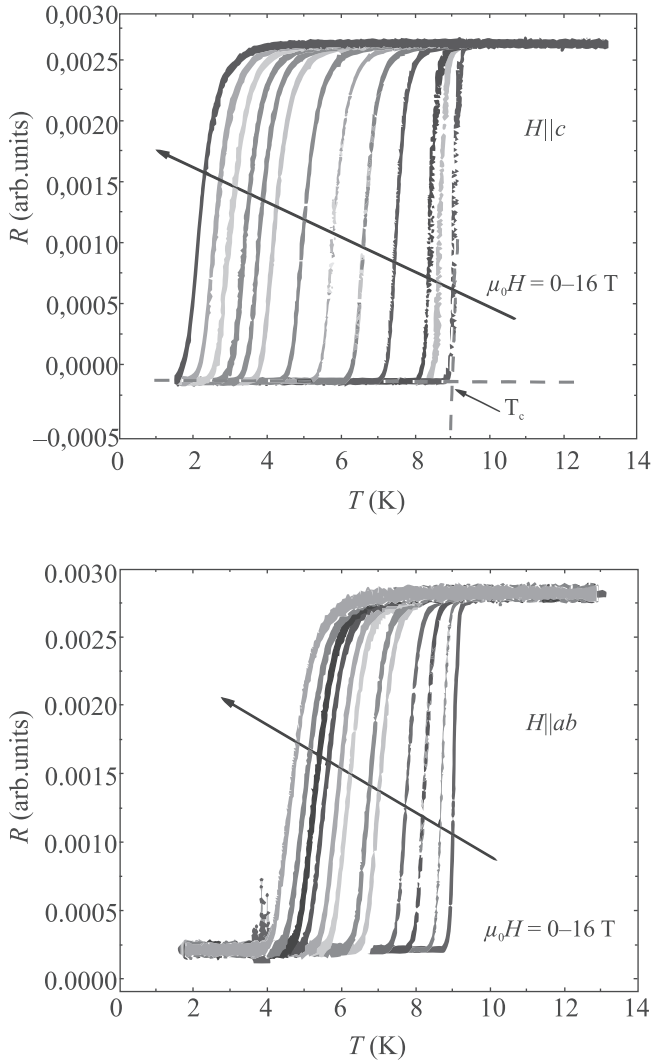 0,0030
0,0025
0,0020
0,0015
0,0010
0,0005
0,0000
–0,0005
R (arb.units)
H||c
μ₀H = 0–16 T
T꜀
0 2 4 6 8 10 12 14
T (K)
0.0030
0.0025
0.0020
0.0015
0.0010
0.0005
0.0000
R (arb.units)
H||ab
μ₀H = 0–16 T
0 2 4 6 8 10 12 14
T (K)